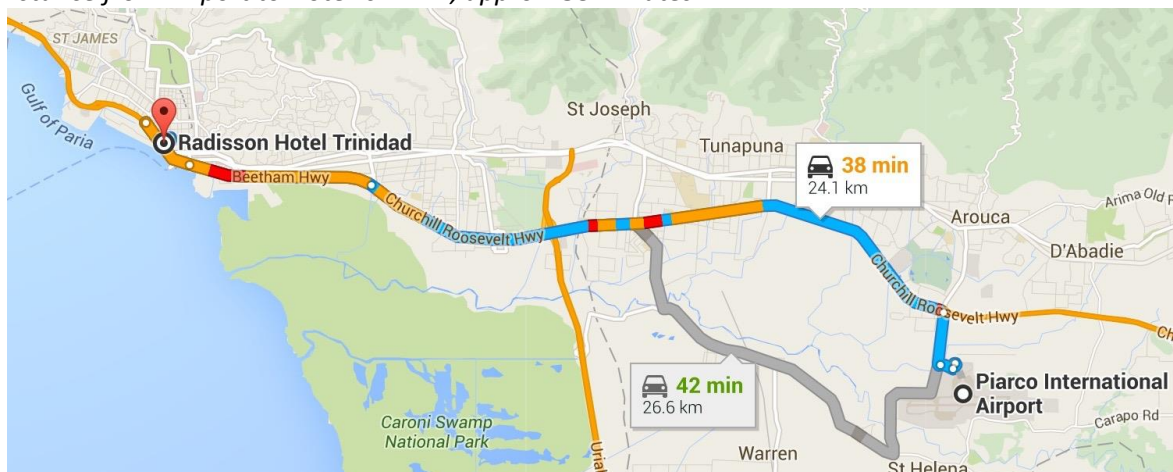 ST JAMES
St Joseph
Gulf of Paria
Radisson Hotel Trinidad
Tunapuna
38 min
24.1 km
Beetham Hwy
Arima Old R
Churchill Roosevelt Hwy
Arouca
D'Abadie
Churchill Roosevelt Hwy
Ch
42 min
26.6 km
Piarco International
Airport
Caroni Swamp
National Park
Carapo Rd
Warren
St Helena